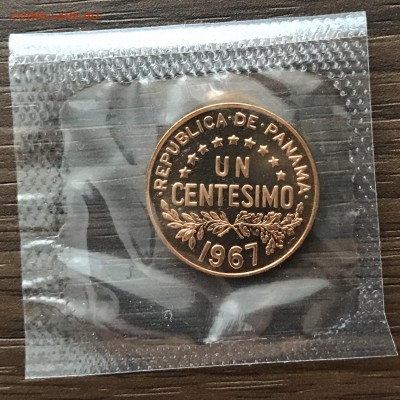 ·REPUBLICA·DE·PANAMA·
UN
CENTESIMO
1967